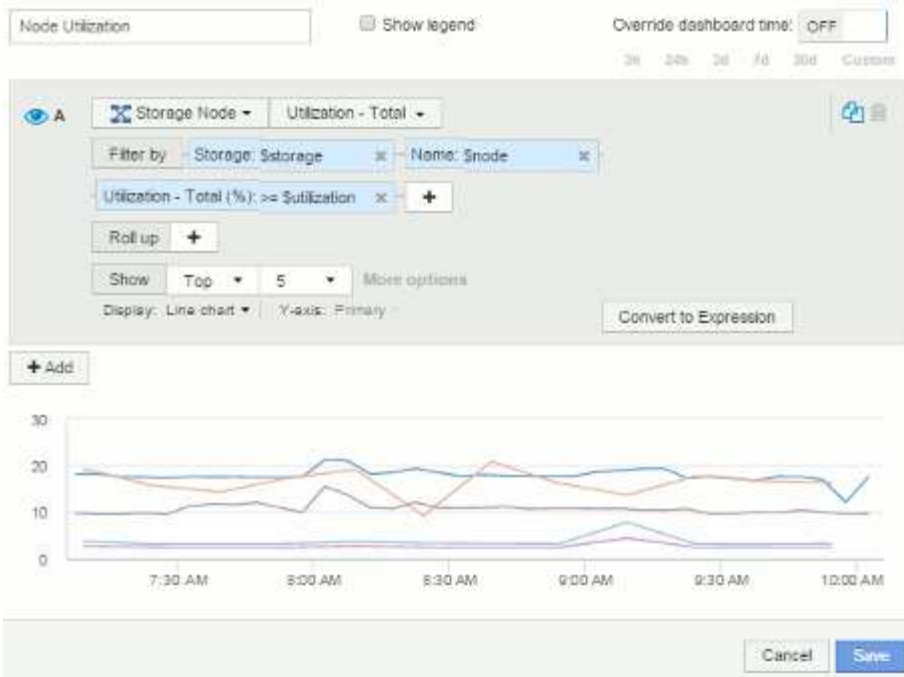 Node Utilization Show legend Override dashboard time: OFF
3h 24h 3d 7d 30d Custom
A Storage Node Utilization - Total
Filter by Storage: $storage × Name: $node ×
Utilization - Total (%): >= $utilization × +
Roll up +
Show Top 5 More options
Display: Line chart Y-axis: Primary
Convert to Expression
+ Add
30
20
10
0
7:30 AM 8:00 AM 8:30 AM 9:00 AM 9:30 AM 10:00 AM
Cancel Save